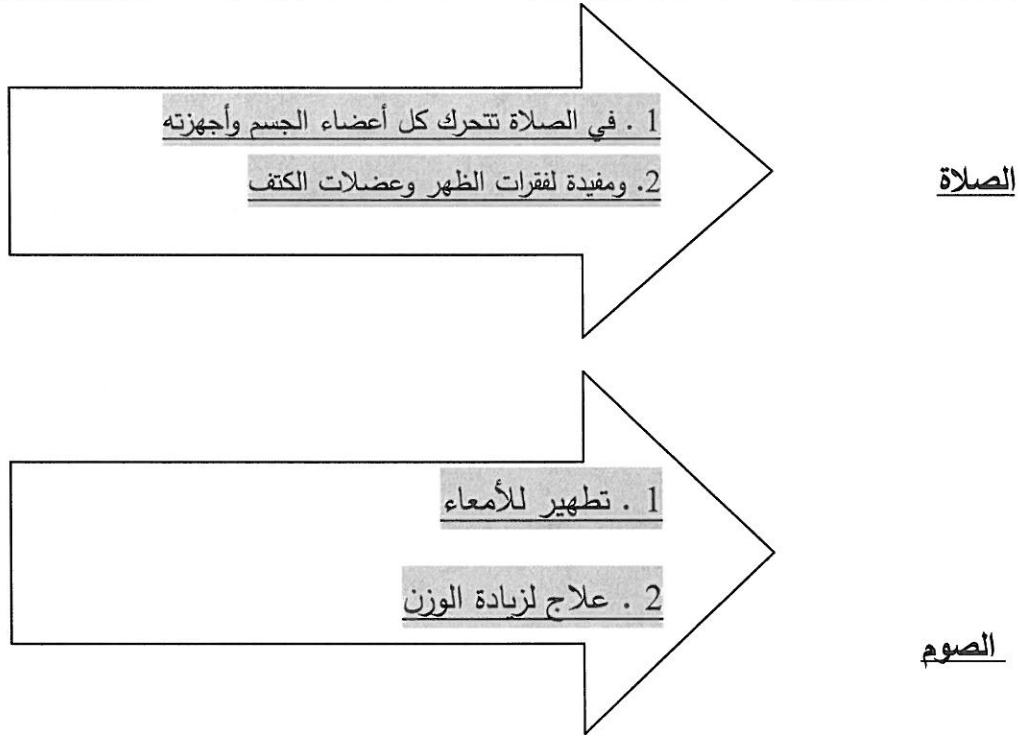 1 . في الصلاة تتحرك كل أعضاء الجسم وأجهزته
2. ومفيدة لفقرات الظهر وعضلات الكتف
الصلاة
1 . تطهير للأمعاء
2 . علاج لزيادة الوزن
الصوم